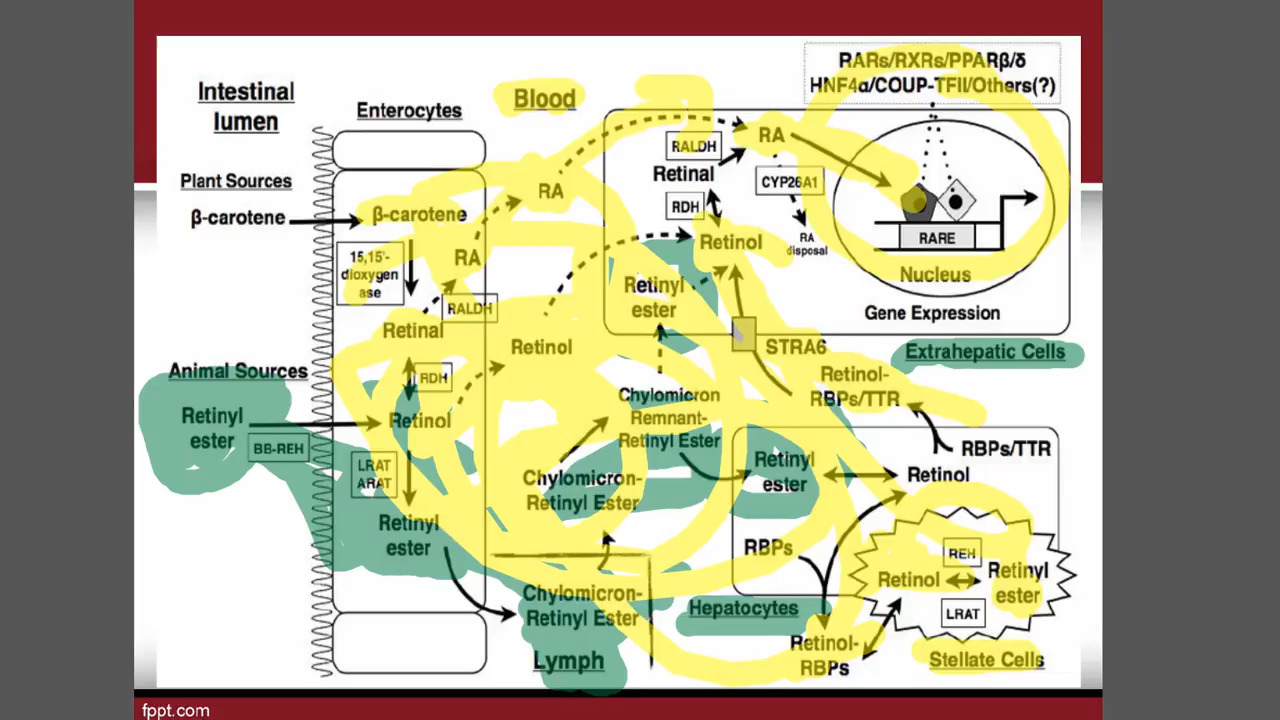 Intestinal
lumen
Enterocytes
Blood
RARs/RXRs/PPARβ/δ
HNF4α/COUP-TFII/Others(?)
Plant Sources
β-carotene
β-carotene
15,15'-
dioxygen
ase
RA
RALDH
Retinal
RDH
Animal Sources
Retinyl
ester
BB-REH
Retinol
LRAT
ARAT
Retinyl
ester
RA
Retinol
Chylomicron
Remnant-
Retinyl Ester
Chylomicron-
Retinyl Ester
Chylomicron-
Retinyl Ester
Lymph
RALDH
RA
Retinal
CYP26A1
RDH
Retinol
RA
disposal
Retinyl
ester
RARE
Nucleus
Gene Expression
STRA6
Extrahepatic Cells
Retinol-
RBPs/TTR
RBPs/TTR
Retinyl
ester
Retinol
RBPs
Hepatocytes
Retinol-
RBPs
REH
Retinol
Retinyl
ester
LRAT
Stellate Cells
fppt.com